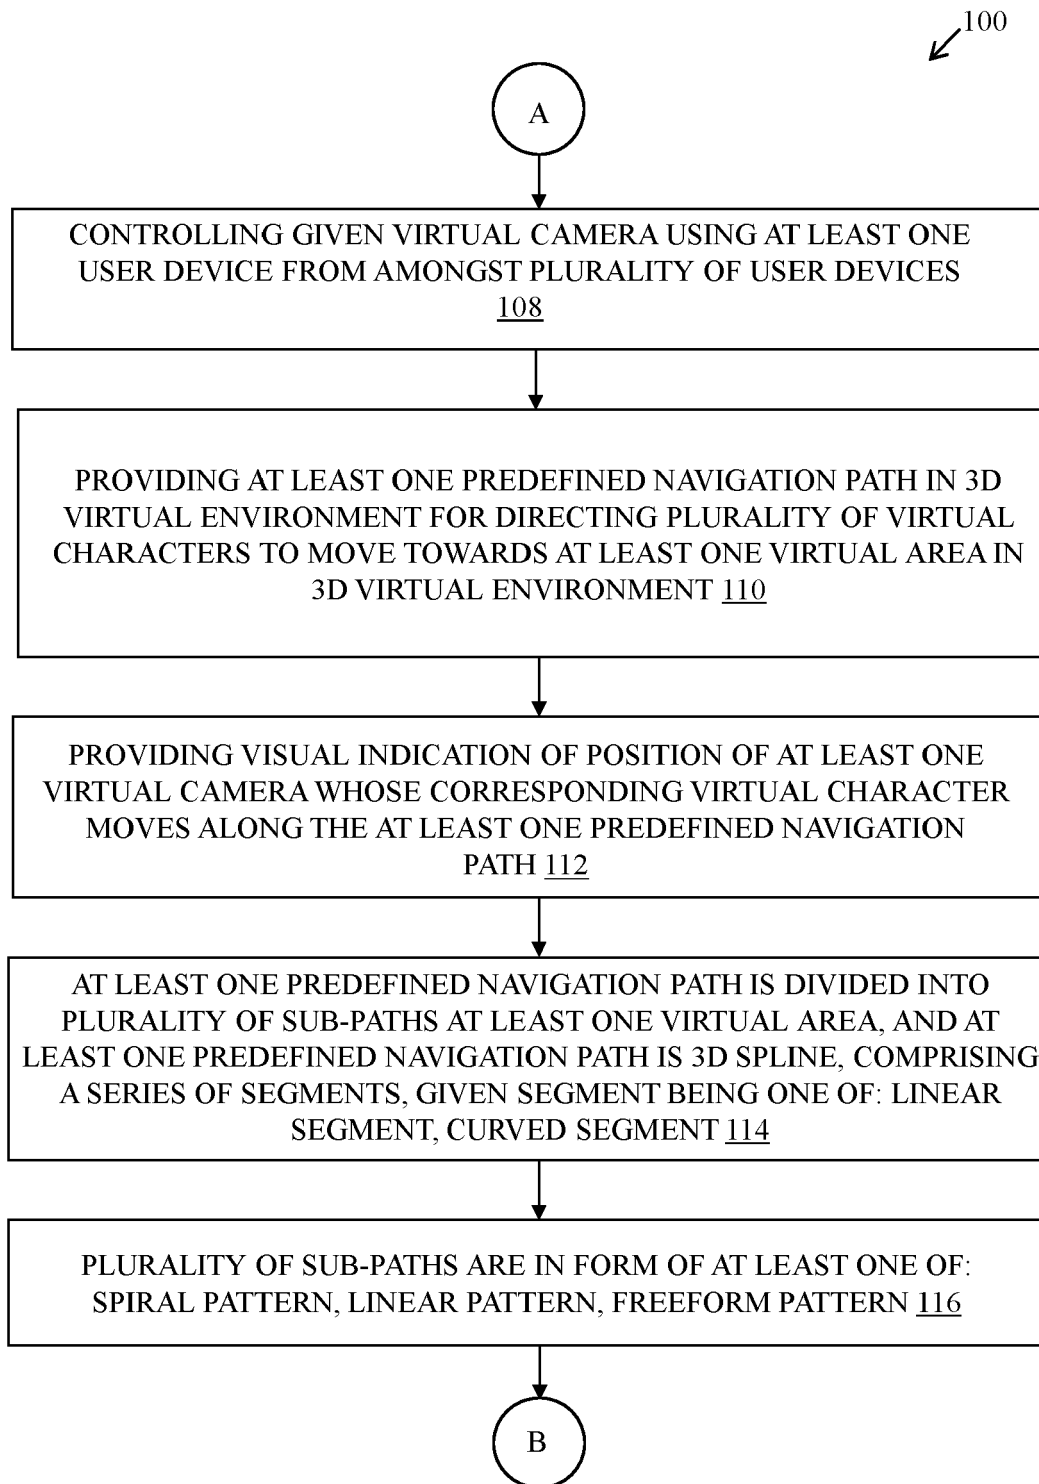 100
A
CONTROLLING GIVEN VIRTUAL CAMERA USING AT LEAST ONE
USER DEVICE FROM AMONGST PLURALITY OF USER DEVICES
108
PROVIDING AT LEAST ONE PREDEFINED NAVIGATION PATH IN 3D
VIRTUAL ENVIRONMENT FOR DIRECTING PLURALITY OF VIRTUAL
CHARACTERS TO MOVE TOWARDS AT LEAST ONE VIRTUAL AREA IN
3D VIRTUAL ENVIRONMENT 110
PROVIDING VISUAL INDICATION OF POSITION OF AT LEAST ONE
VIRTUAL CAMERA WHOSE CORRESPONDING VIRTUAL CHARACTER
MOVES ALONG THE AT LEAST ONE PREDEFINED NAVIGATION
PATH 112
AT LEAST ONE PREDEFINED NAVIGATION PATH IS DIVIDED INTO
PLURALITY OF SUB-PATHS AT LEAST ONE VIRTUAL AREA, AND AT
LEAST ONE PREDEFINED NAVIGATION PATH IS 3D SPLINE, COMPRISING
A SERIES OF SEGMENTS, GIVEN SEGMENT BEING ONE OF: LINEAR
SEGMENT, CURVED SEGMENT 114
PLURALITY OF SUB-PATHS ARE IN FORM OF AT LEAST ONE OF:
SPIRAL PATTERN, LINEAR PATTERN, FREEFORM PATTERN 116
B